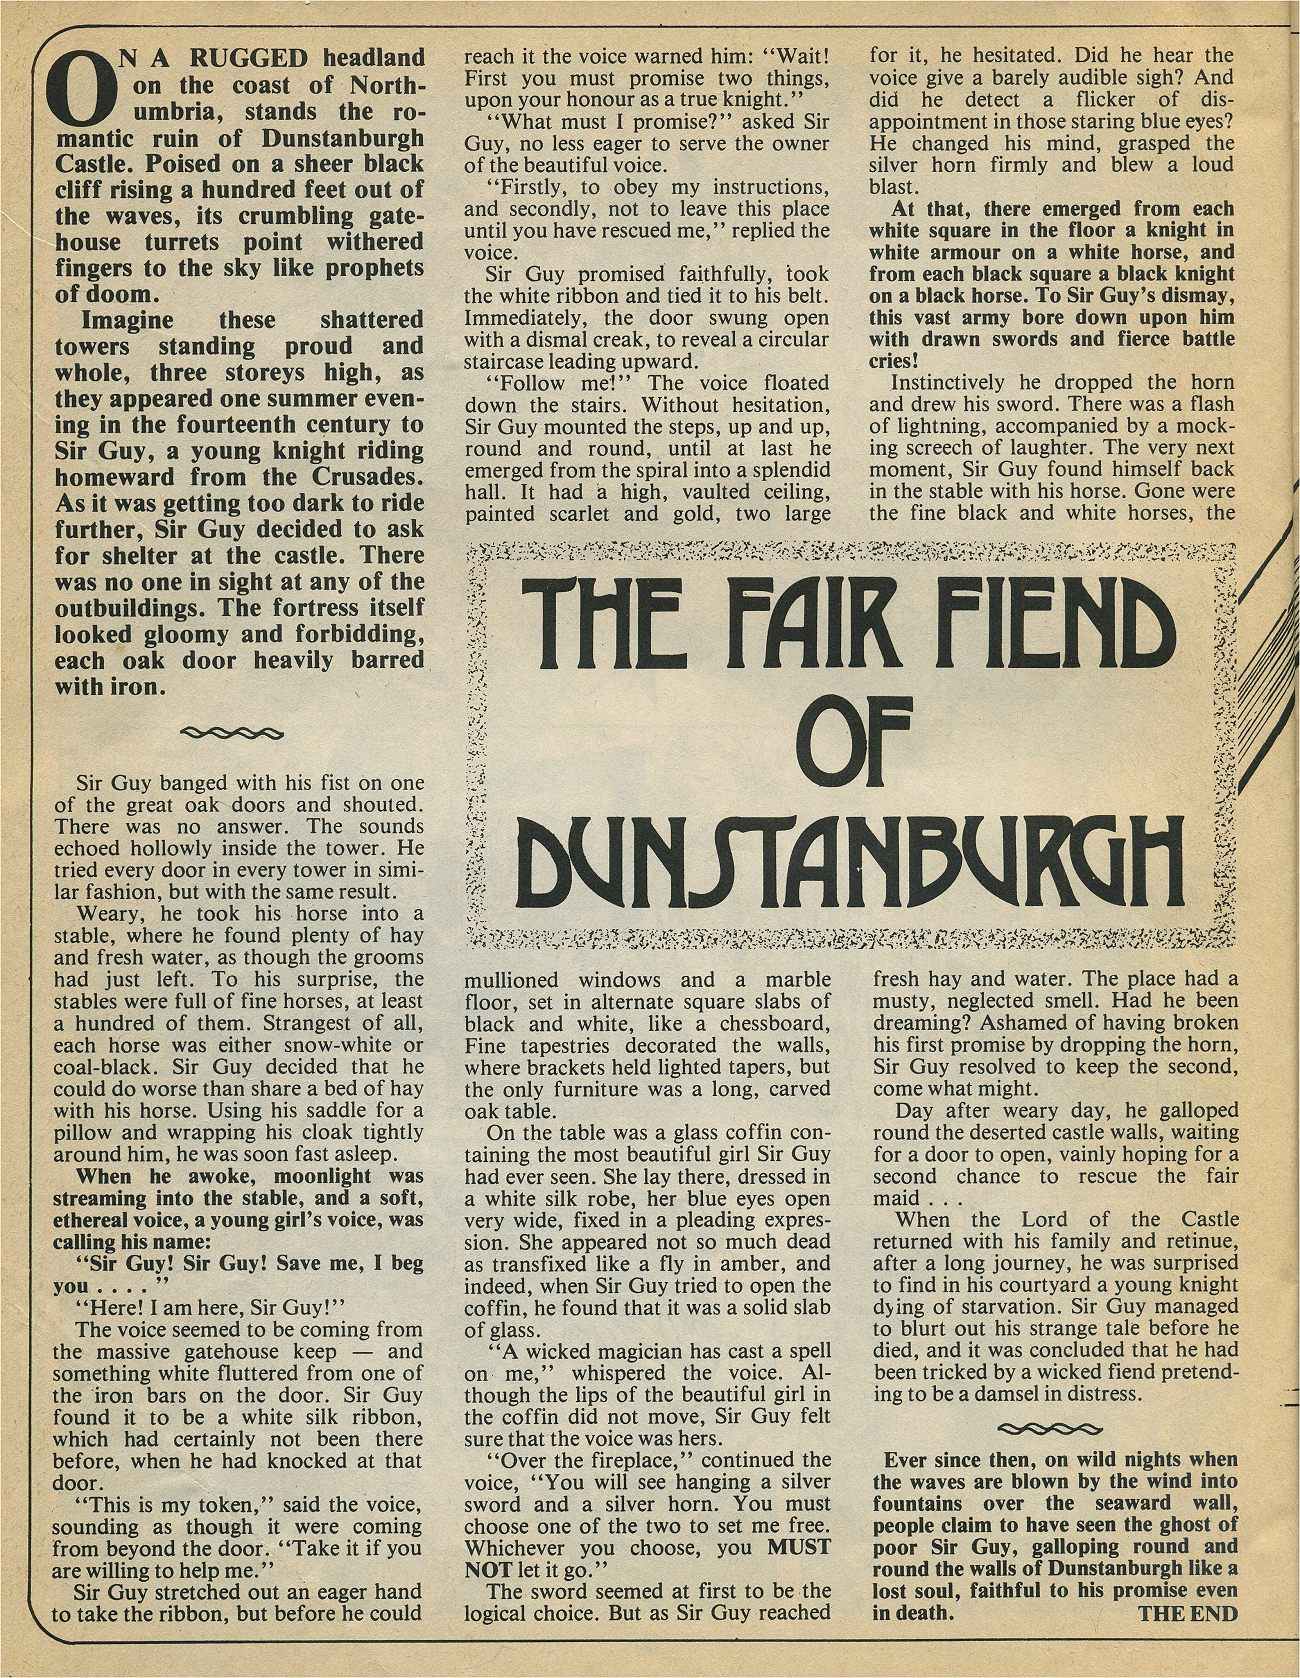 ON A RUGGED headland
on the coast of North-
umbria, stands the ro-
mantic ruin of Dunstanburgh
Castle. Poised on a sheer black
cliff rising a hundred feet out of
the waves, its crumbling gate-
house turrets point withered
fingers to the sky like prophets
of doom.
Imagine these shattered
towers standing proud and
whole, three storeys high, as
they appeared one summer even-
ing in the fourteenth century to
Sir Guy, a young knight riding
homeward from the Crusades.
As it was getting too dark to ride
further, Sir Guy decided to ask
for shelter at the castle. There
was no one in sight at any of the
outbuildings. The fortress itself
looked gloomy and forbidding,
each oak door heavily barred
with iron.
Sir Guy banged with his fist on one
of the great oak doors and shouted.
There was no answer. The sounds
echoed hollowly inside the tower. He
tried every door in every tower in simi-
lar fashion, but with the same result.
Weary, he took his horse into a
stable, where he found plenty of hay
and fresh water, as though the grooms
had just left. To his surprise, the
stables were full of fine horses, at least
a hundred of them. Strangest of all,
each horse was either snow-white or
coal-black. Sir Guy decided that he
could do worse than share a bed of hay
with his horse. Using his saddle for a
pillow and wrapping his cloak tightly
around him, he was soon fast asleep.
When he awoke, moonlight was
streaming into the stable, and a soft,
ethereal voice, a young girl's voice, was
calling his name:
"Sir Guy! Sir Guy! Save me, I beg
you . . . ."
"Here! I am here, Sir Guy!"
The voice seemed to be coming from
the massive gatehouse keep — and
something white fluttered from one of
the iron bars on the door. Sir Guy
found it to be a white silk ribbon,
which had certainly not been there
before, when he had knocked at that
door.
"This is my token," said the voice,
sounding as though it were coming
from beyond the door. "Take it if you
are willing to help me."
Sir Guy stretched out an eager hand
to take the ribbon, but before he could
reach it the voice warned him: "Wait!
First you must promise two things,
upon your honour as a true knight."
"What must I promise?" asked Sir
Guy, no less eager to serve the owner
of the beautiful voice.
"Firstly, to obey my instructions,
and secondly, not to leave this place
until you have rescued me," replied the
voice.
Sir Guy promised faithfully, took
the white ribbon and tied it to his belt.
Immediately, the door swung open
with a dismal creak, to reveal a circular
staircase leading upward.
"Follow me!" The voice floated
down the stairs. Without hesitation,
Sir Guy mounted the steps, up and up,
round and round, until at last he
emerged from the spiral into a splendid
hall. It had a high, vaulted ceiling,
painted scarlet and gold, two large
THE FAIR FIEND
OF
DUNSTANBURGH
mullioned windows and a marble
floor, set in alternate square slabs of
black and white, like a chessboard,
Fine tapestries decorated the walls,
where brackets held lighted tapers, but
the only furniture was a long, carved
oak table.
On the table was a glass coffin con-
taining the most beautiful girl Sir Guy
had ever seen. She lay there, dressed in
a white silk robe, her blue eyes open
very wide, fixed in a pleading expres-
sion. She appeared not so much dead
as transfixed like a fly in amber, and
indeed, when Sir Guy tried to open the
coffin, he found that it was a solid slab
of glass.
"A wicked magician has cast a spell
on me," whispered the voice. Al-
though the lips of the beautiful girl in
the coffin did not move, Sir Guy felt
sure that the voice was hers.
"Over the fireplace," continued the
voice, "You will see hanging a silver
sword and a silver horn. You must
choose one of the two to set me free.
Whichever you choose, you MUST
NOT let it go."
The sword seemed at first to be the
logical choice. But as Sir Guy reached
for it, he hesitated. Did he hear the
voice give a barely audible sigh? And
did he detect a flicker of dis-
appointment in those staring blue eyes?
He changed his mind, grasped the
silver horn firmly and blew a loud
blast.
At that, there emerged from each
white square in the floor a knight in
white armour on a white horse, and
from each black square a black knight
on a black horse. To Sir Guy's dismay,
this vast army bore down upon him
with drawn swords and fierce battle
cries!
Instinctively he dropped the horn
and drew his sword. There was a flash
of lightning, accompanied by a mock-
ing screech of laughter. The very next
moment, Sir Guy found himself back
in the stable with his horse. Gone were
the fine black and white horses, the
fresh hay and water. The place had a
musty, neglected smell. Had he been
dreaming? Ashamed of having broken
his first promise by dropping the horn,
Sir Guy resolved to keep the second,
come what might.
Day after weary day, he galloped
round the deserted castle walls, waiting
for a door to open, vainly hoping for a
second chance to rescue the fair
maid . . .
When the Lord of the Castle
returned with his family and retinue,
after a long journey, he was surprised
to find in his courtyard a young knight
dying of starvation. Sir Guy managed
to blurt out his strange tale before he
died, and it was concluded that he had
been tricked by a wicked fiend pretend-
ing to be a damsel in distress.
Ever since then, on wild nights when
the waves are blown by the wind into
fountains over the seaward wall,
people claim to have seen the ghost of
poor Sir Guy, galloping round and
round the walls of Dunstanburgh like a
lost soul, faithful to his promise even
in death. THE END